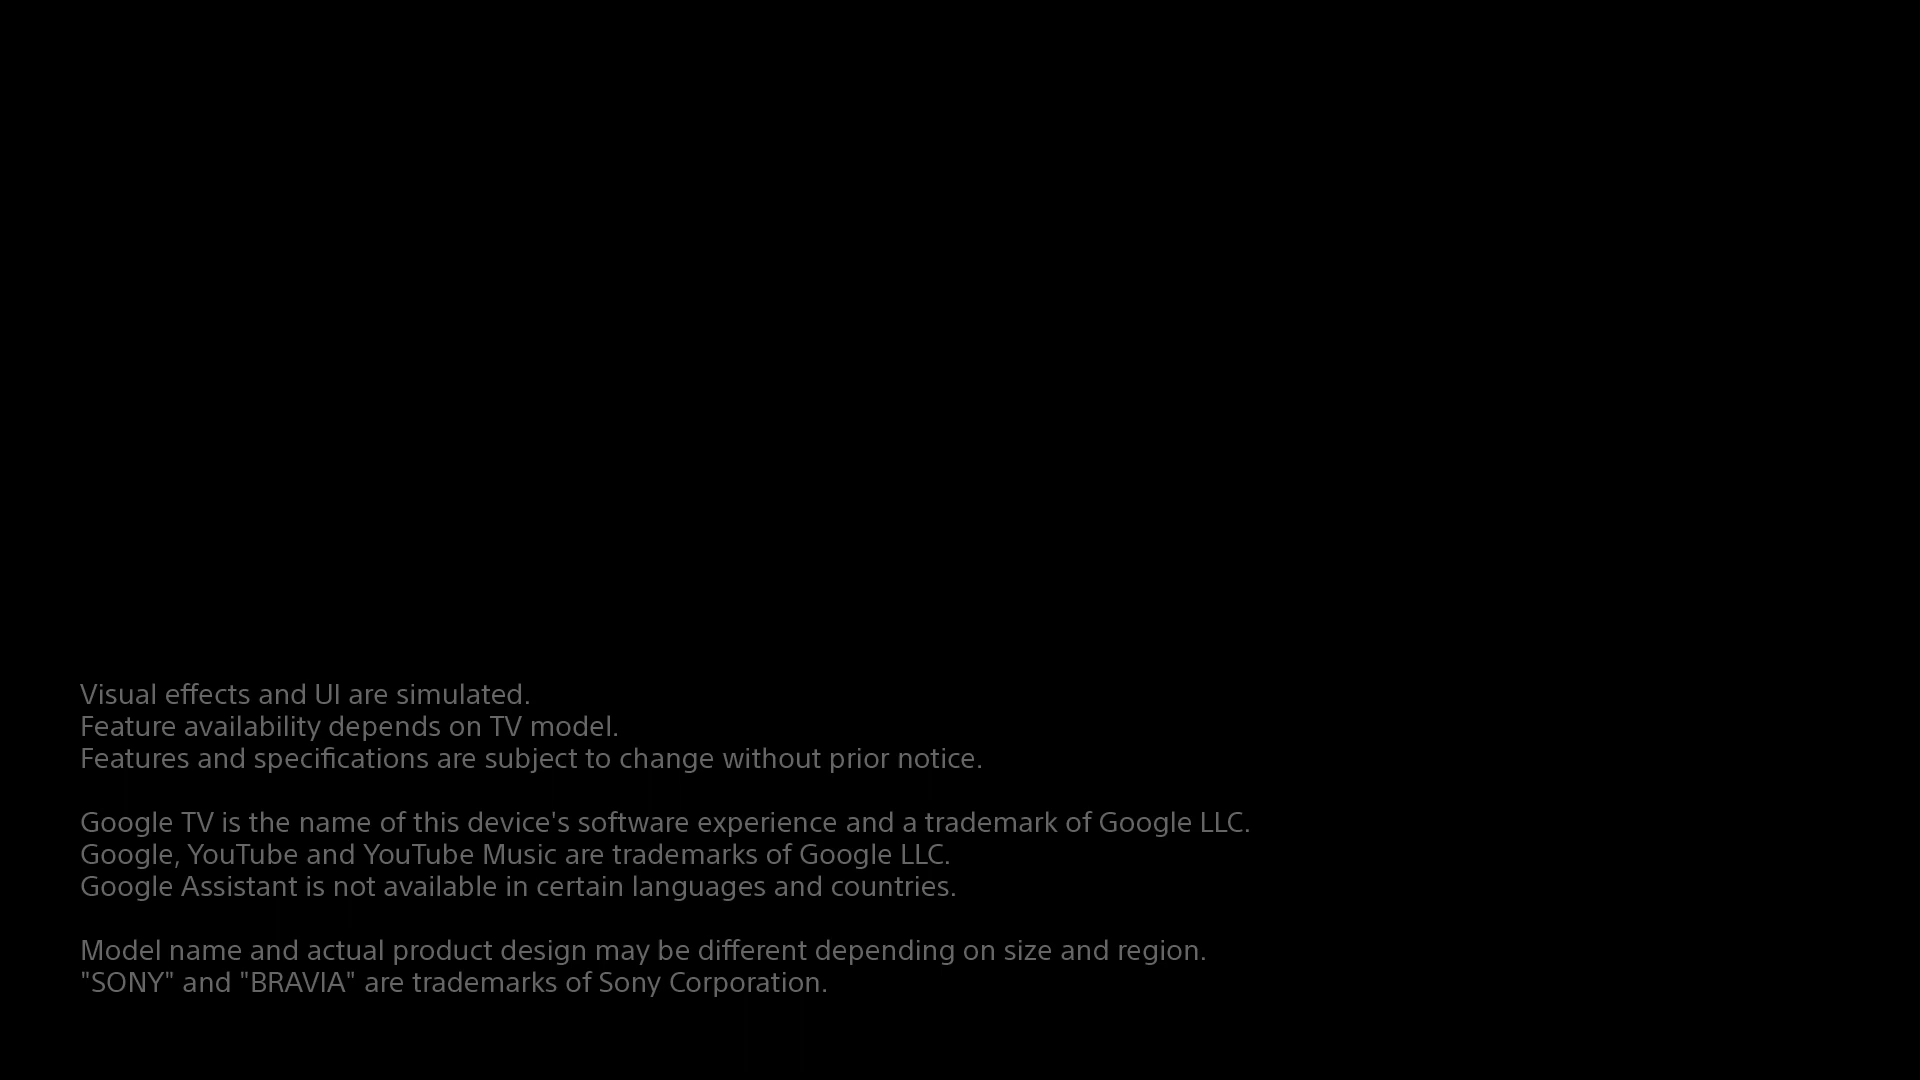 Visual effects and UI are simulated.
Feature availability depends on TV model.
Features and specifications are subject to change without prior notice.
Google TV is the name of this device's software experience and a trademark of Google LLC.
Google, YouTube and YouTube Music are trademarks of Google LLC.
Google Assistant is not available in certain languages and countries.
Model name and actual product design may be different depending on size and region.
"SONY" and "BRAVIA" are trademarks of Sony Corporation.